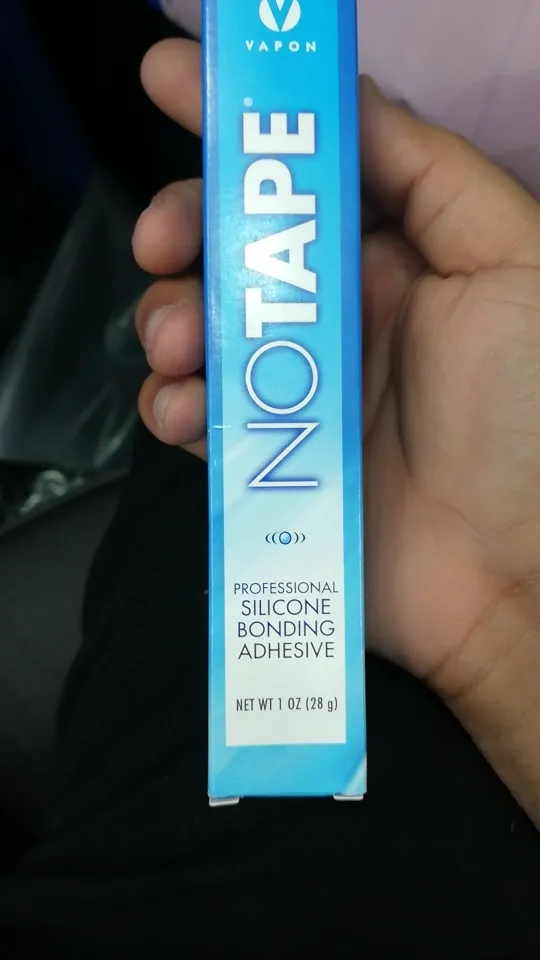 VAPON
NOTAPE®
PROFESSIONAL
SILICONE
BONDING
ADHESIVE
NET WT 1 OZ (28 g)